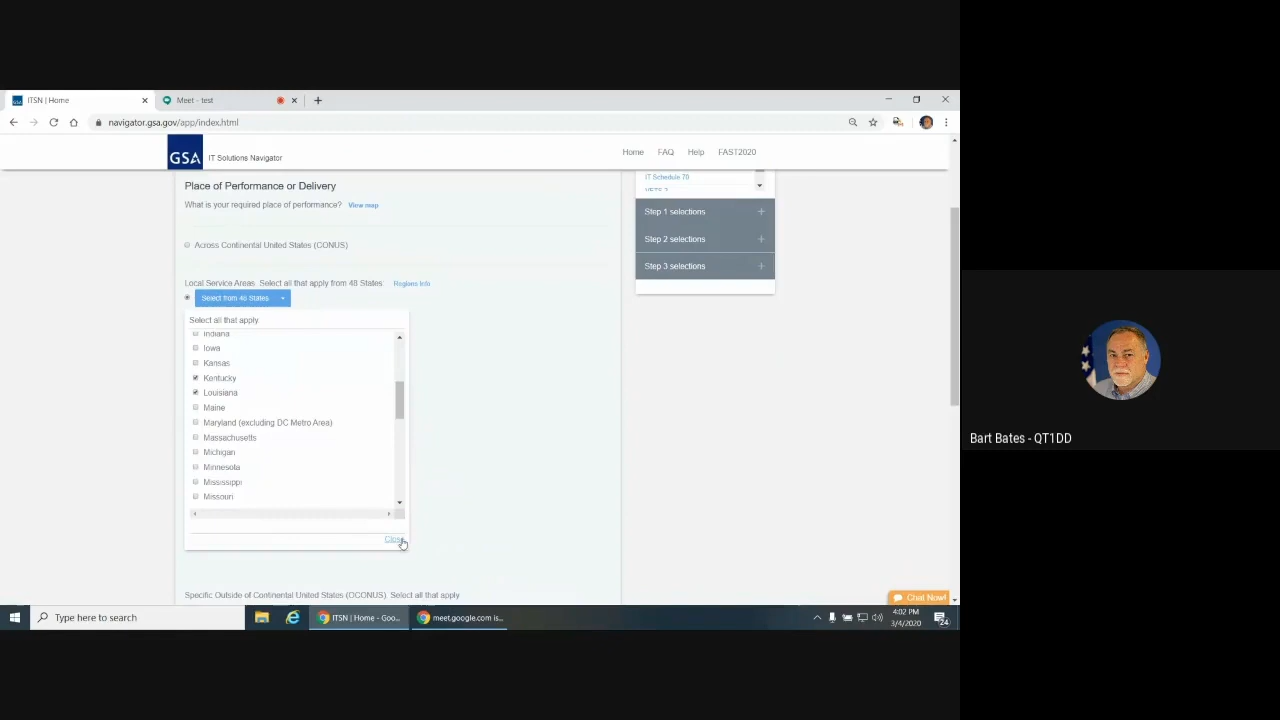 ITSN | Home
Meet - test
navigator.gsa.gov/app/index.html
GSA
IT Solutions Navigator
Home
FAQ
Help
FAST2020
Place of Performance or Delivery
What is your required place of performance? View map
IT Schedule 70
VETS 2
Step 1 selections
Step 2 selections
Step 3 selections
Across Continental United States (CONUS)
Local Service Areas. Select all that apply from 48 States: Regions Info
Select from 48 States
Select all that apply
Indiana
Iowa
Kansas
Kentucky
Louisiana
Maine
Maryland (excluding DC Metro Area)
Massachusetts
Michigan
Minnesota
Mississippi
Missouri
Close
Specific Outside of Continental United States (OCONUS). Select all that apply
Chat Now!
Type here to search
ITSN | Home - Goo...
meet.google.com is...
4:02 PM
3/4/2020
24
Bart Bates - QT1DD